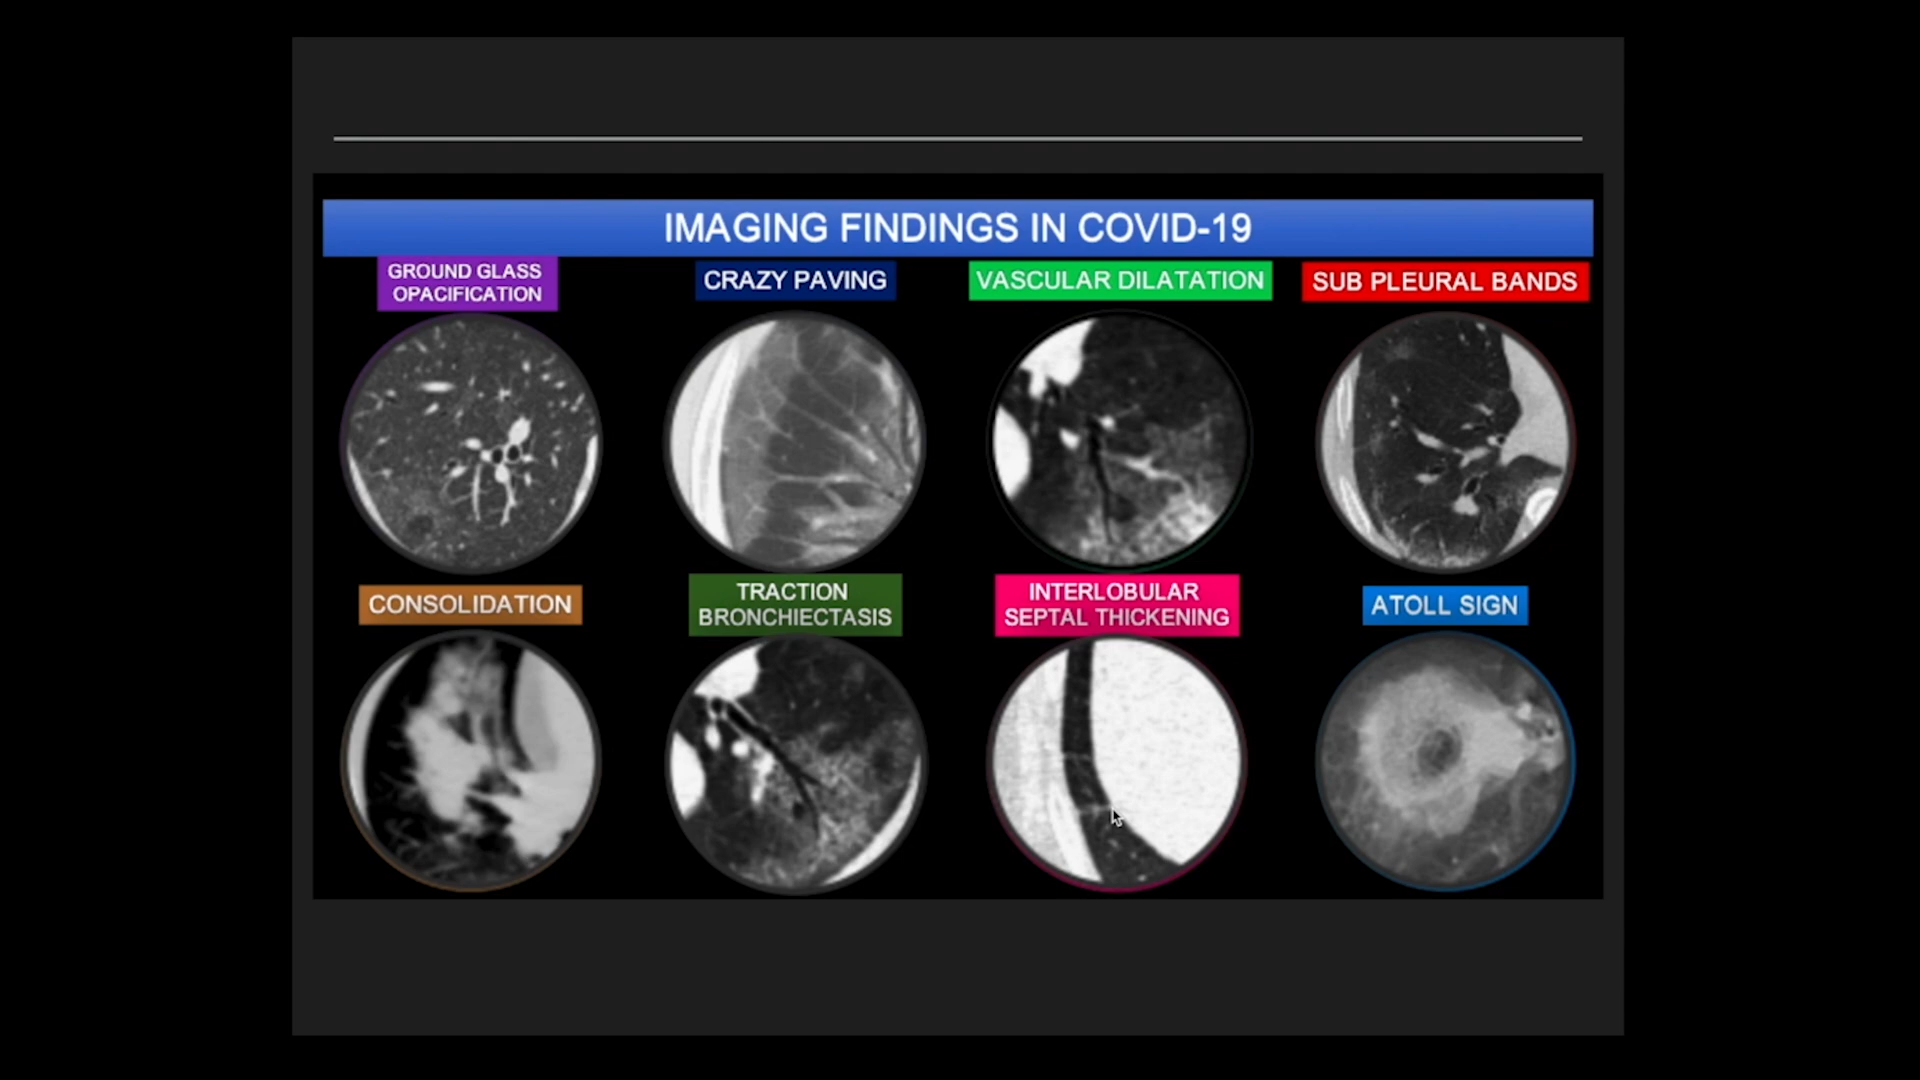 IMAGING FINDINGS IN COVID-19
GROUND GLASS
OPACIFICATION
CRAZY PAVING
VASCULAR DILATATION
SUB PLEURAL BANDS
CONSOLIDATION
TRACTION
BRONCHIECTASIS
INTERLOBULAR
SEPTAL THICKENING
ATOLL SIGN